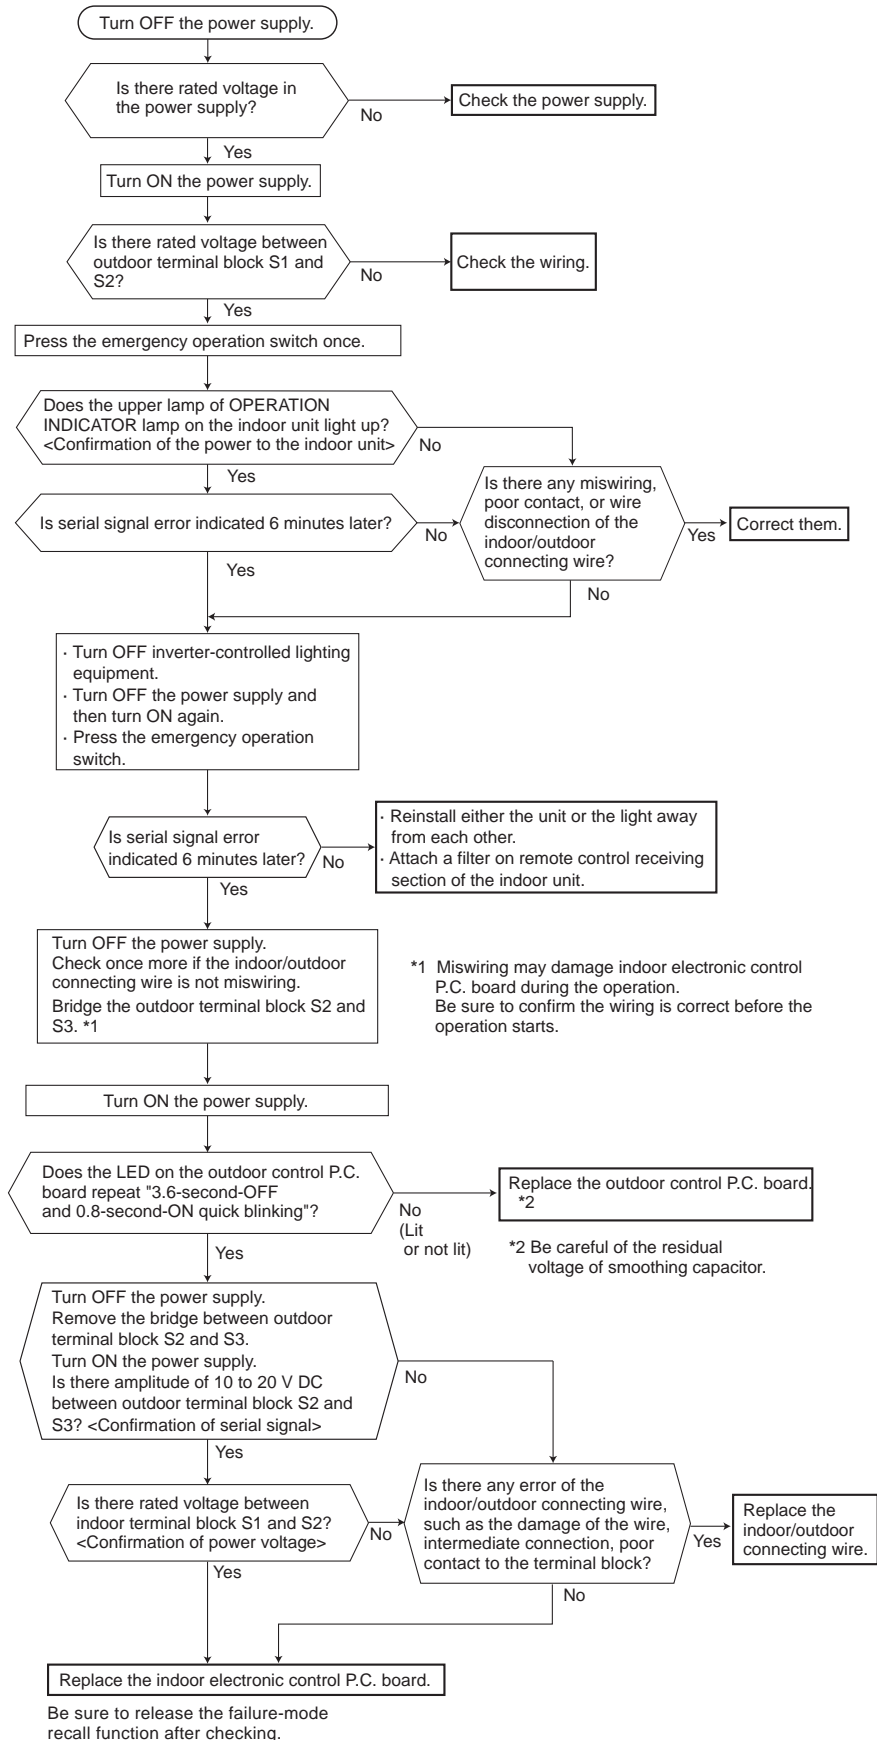 Turn OFF the power supply.
Is there rated voltage in
the power supply?
No
Check the power supply.
Yes
Turn ON the power supply.
Is there rated voltage between
outdoor terminal block S1 and
S2?
No
Check the wiring.
Yes
Press the emergency operation switch once.
Does the upper lamp of OPERATION
INDICATOR lamp on the indoor unit light up?
<Confirmation of the power to the indoor unit>
No
Yes
Is serial signal error indicated 6 minutes later?
No
Is there any miswiring,
poor contact, or wire
disconnection of the
indoor/outdoor
connecting wire?
Yes
Correct them.
Yes
No
· Turn OFF inverter-controlled lighting
equipment.
· Turn OFF the power supply and
then turn ON again.
· Press the emergency operation
switch.
Is serial signal error
indicated 6 minutes later?
No
· Reinstall either the unit or the light away
from each other.
· Attach a filter on remote control receiving
section of the indoor unit.
Yes
Turn OFF the power supply.
Check once more if the indoor/outdoor
connecting wire is not miswiring.
Bridge the outdoor terminal block S2 and
S3. *1
*1 Miswiring may damage indoor electronic control
P.C. board during the operation.
Be sure to confirm the wiring is correct before the
operation starts.
Turn ON the power supply.
Does the LED on the outdoor control P.C.
board repeat "3.6-second-OFF
and 0.8-second-ON quick blinking"?
No
(Lit
or not lit)
Replace the outdoor control P.C. board.
*2
*2 Be careful of the residual
voltage of smoothing capacitor.
Yes
Turn OFF the power supply.
Remove the bridge between outdoor
terminal block S2 and S3.
Turn ON the power supply.
Is there amplitude of 10 to 20 V DC
between outdoor terminal block S2 and
S3? <Confirmation of serial signal>
No
Yes
Is there rated voltage between
indoor terminal block S1 and S2?
<Confirmation of power voltage>
No
Is there any error of the
indoor/outdoor connecting wire,
such as the damage of the wire,
intermediate connection, poor
contact to the terminal block?
Yes
Replace the
indoor/outdoor
connecting wire.
Yes
No
Replace the indoor electronic control P.C. board.
Be sure to release the failure-mode
recall function after checking.